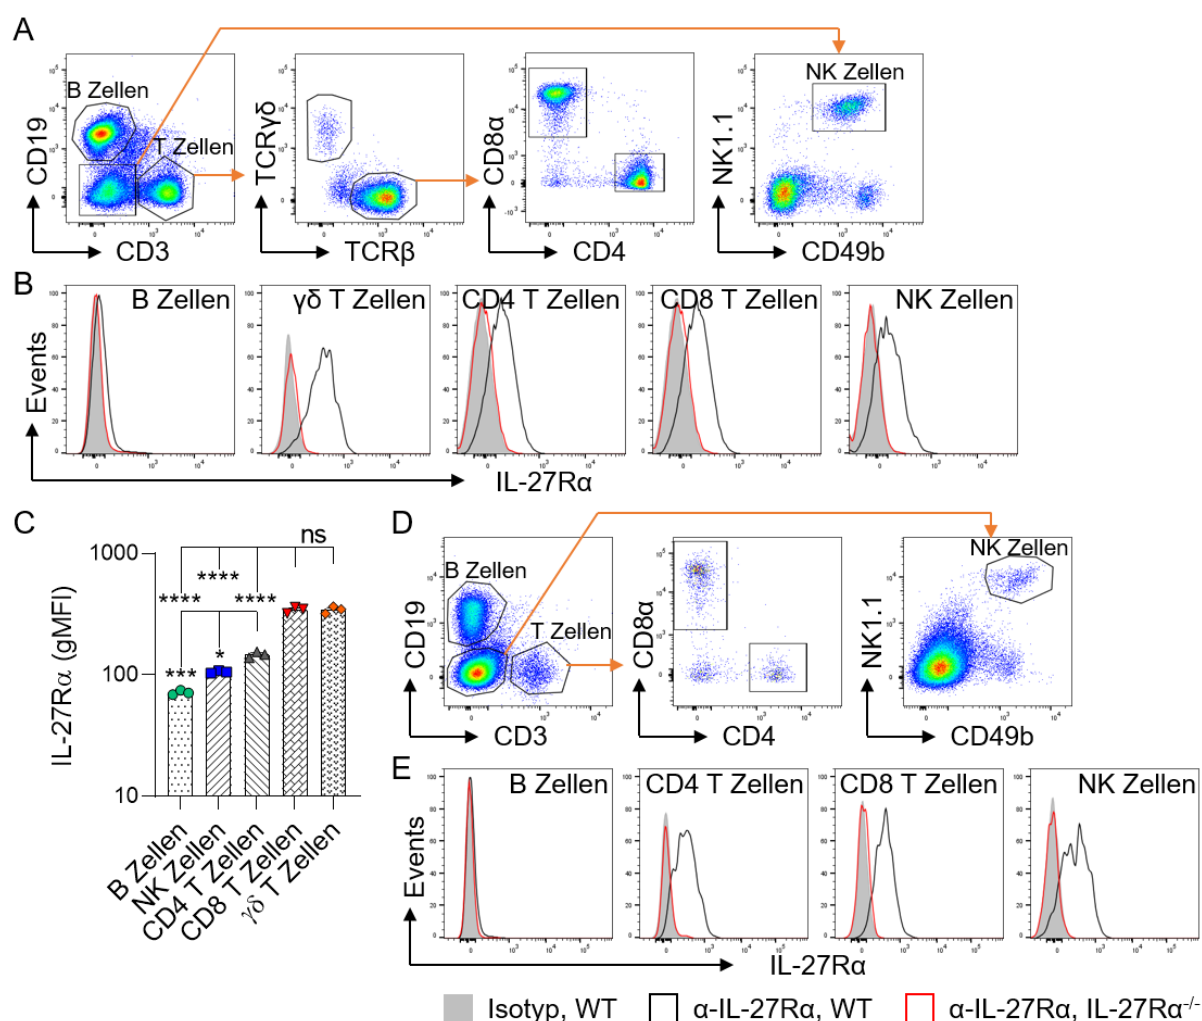 A
B Zellen
T Zellen
CD19
CD3
TCRγδ
TCRβ
CD8α
CD4
NK Zellen
NK1.1
CD49b
B
B Zellen
γδ T Zellen
CD4 T Zellen
CD8 T Zellen
NK Zellen
Events
IL-27Rα
C
IL-27Rα (gMFI)
1000
100
10
ns
****
**** ****
*** *
B Zellen
NK Zellen
CD4 T Zellen
CD8 T Zellen
γδ T Zellen
D
B Zellen
T Zellen
CD19
CD3
CD8α
CD4
NK Zellen
NK1.1
CD49b
E
B Zellen
CD4 T Zellen
CD8 T Zellen
NK Zellen
Events
IL-27Rα
Isotyp, WT
α-IL-27Rα, WT
α-IL-27Rα, IL-27Rα⁻/⁻